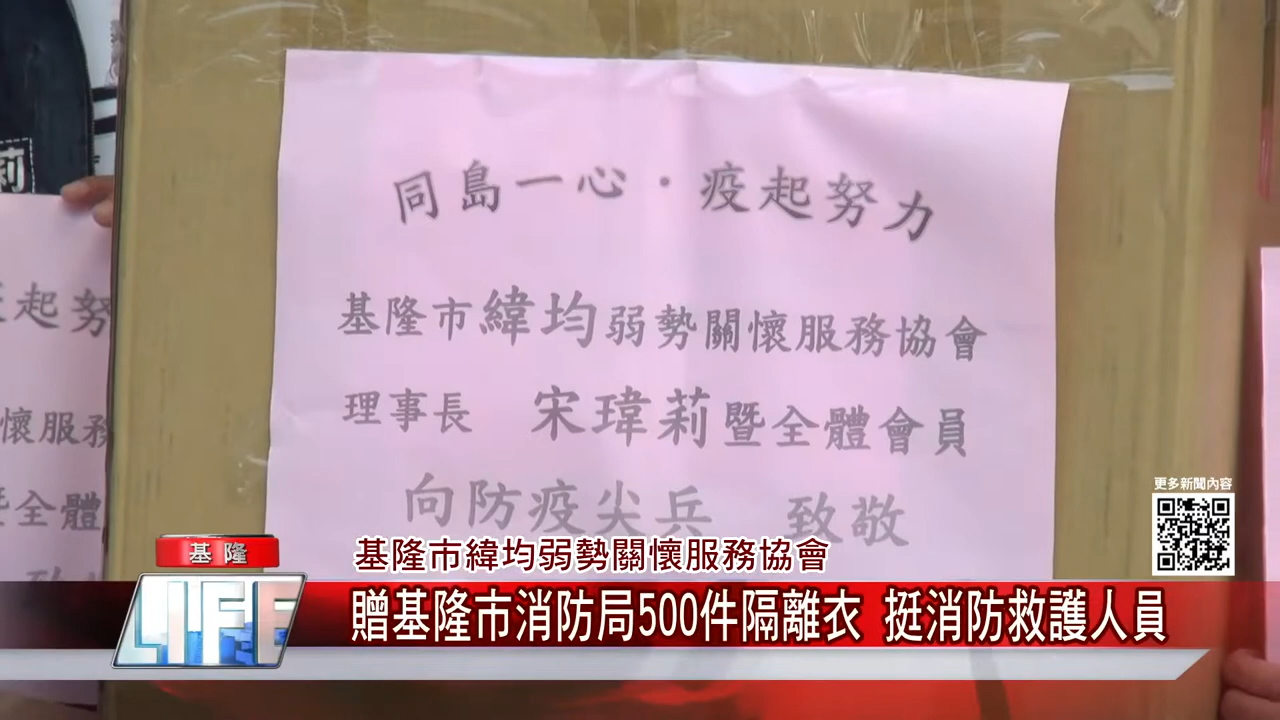 同島一心·疫起努力
基隆市緯均弱勢關懷服務協會
理事長 宋瑋莉暨全體會員
向防疫尖兵 致敬
莉
起努
懷服務
暨全體
更多新聞內容
基隆
LIFE
基隆市緯均弱勢關懷服務協會
贈基隆市消防局500件隔離衣 挺消防救護人員